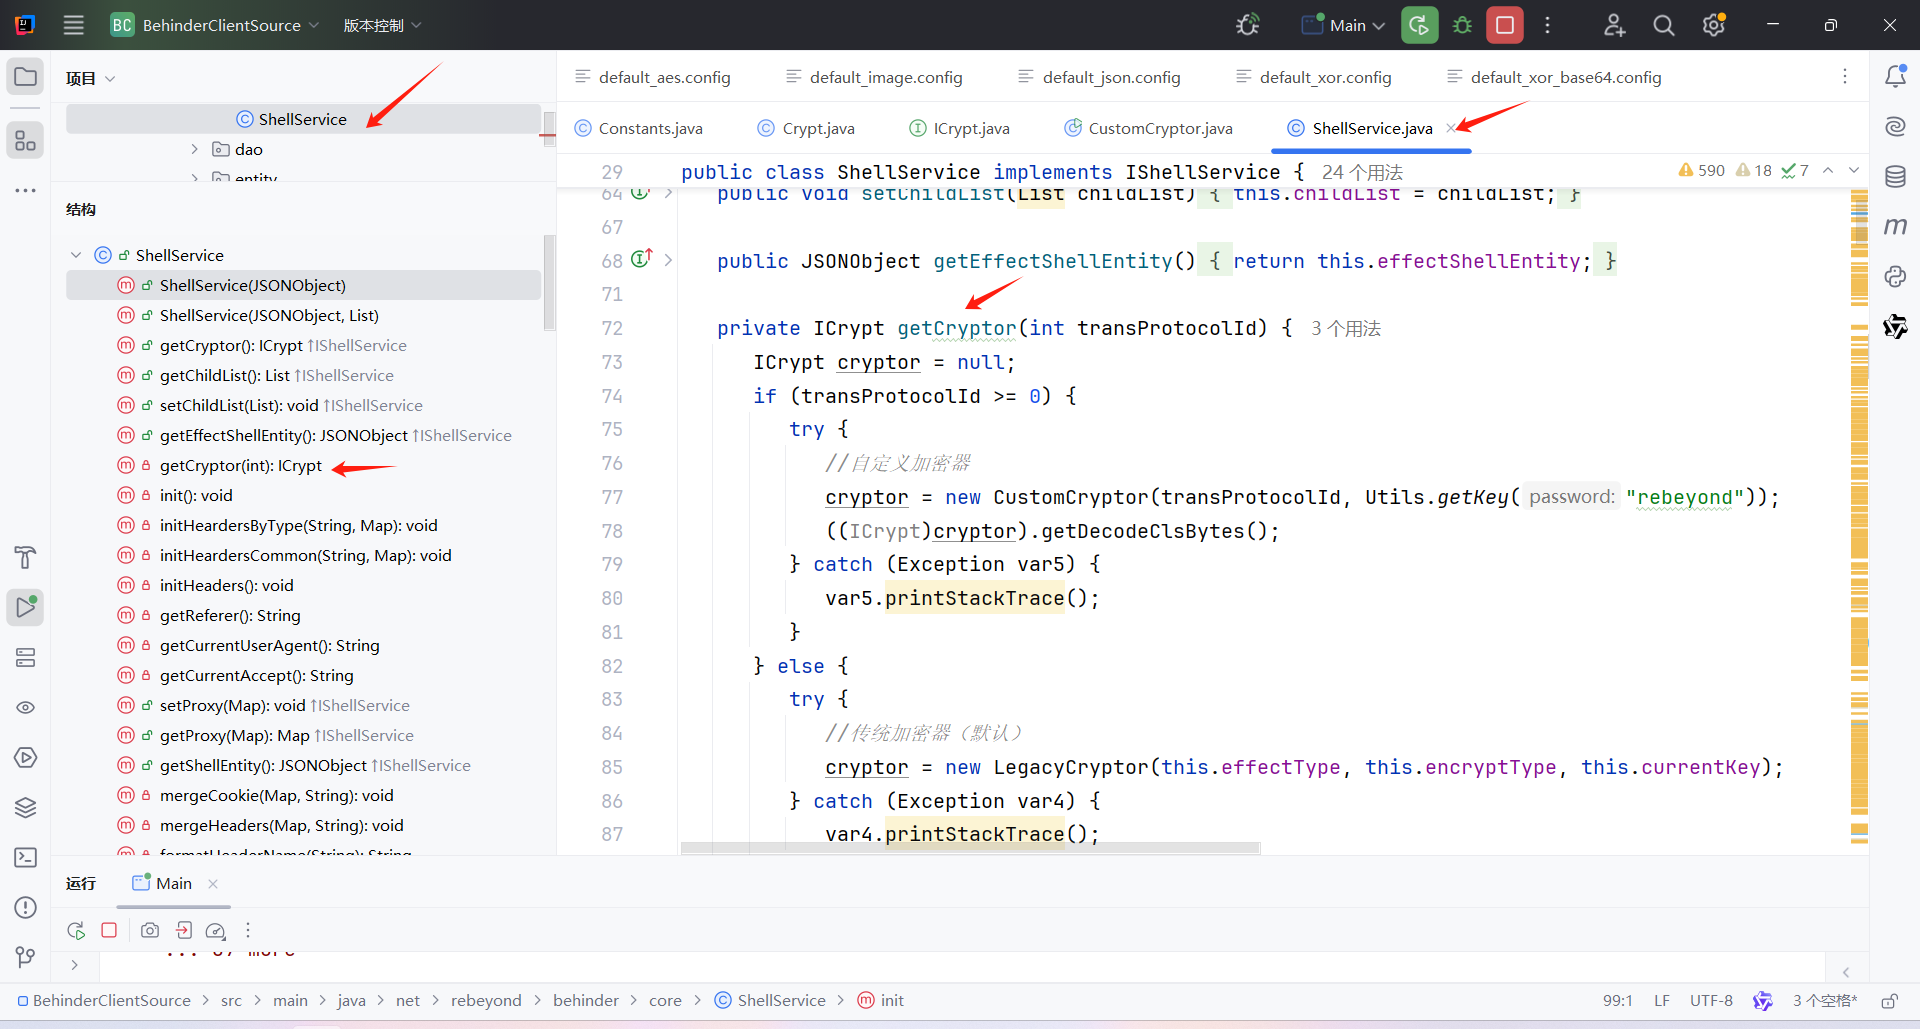 BC BehinderClientSource 版本控制 Main
项目
ShellService
dao
entity
结构
ShellService
ShellService(JSONObject)
ShellService(JSONObject, List)
getCryptor(): ICrypt ↑IShellService
getChildList(): List ↑IShellService
setChildList(List): void ↑IShellService
getEffectShellEntity(): JSONObject ↑IShellService
getCryptor(int): ICrypt
init(): void
initHeardersByType(String, Map): void
initHeardersCommon(String, Map): void
initHeaders(): void
getReferer(): String
getCurrentUserAgent(): String
getCurrentAccept(): String
setProxy(Map): void ↑IShellService
getProxy(Map): Map ↑IShellService
getShellEntity(): JSONObject ↑IShellService
mergeCookie(Map, String): void
mergeHeaders(Map, String): void
formatHeaderName(String): String
default_aes.config default_image.config default_json.config default_xor.config default_xor_base64.config
Constants.java Crypt.java ICrypt.java CustomCryptor.java ShellService.java
29 public class ShellService implements IShellService { 24 个用法 590 18 7
64 public void setChildList(List childList) { this.childList = childList; }
67
68 public JSONObject getEffectShellEntity() { return this.effectShellEntity; }
71
72 private ICrypt getCryptor(int transProtocolId) { 3 个用法
73 ICrypt cryptor = null;
74 if (transProtocolId >= 0) {
75 try {
76 //自定义加密器
77 cryptor = new CustomCryptor(transProtocolId, Utils.getKey( password: "rebeyond"));
78 ((ICrypt)cryptor).getDecodeClsBytes();
79 } catch (Exception var5) {
80 var5.printStackTrace();
81 }
82 } else {
83 try {
84 //传统加密器（默认）
85 cryptor = new LegacyCryptor(this.effectType, this.encryptType, this.currentKey);
86 } catch (Exception var4) {
87 var4.printStackTrace();
运行 Main
... 67 more
BehinderClientSource > src > main > java > net > rebeyond > behinder > core > ShellService > init 99:1 LF UTF-8 3 个空格*